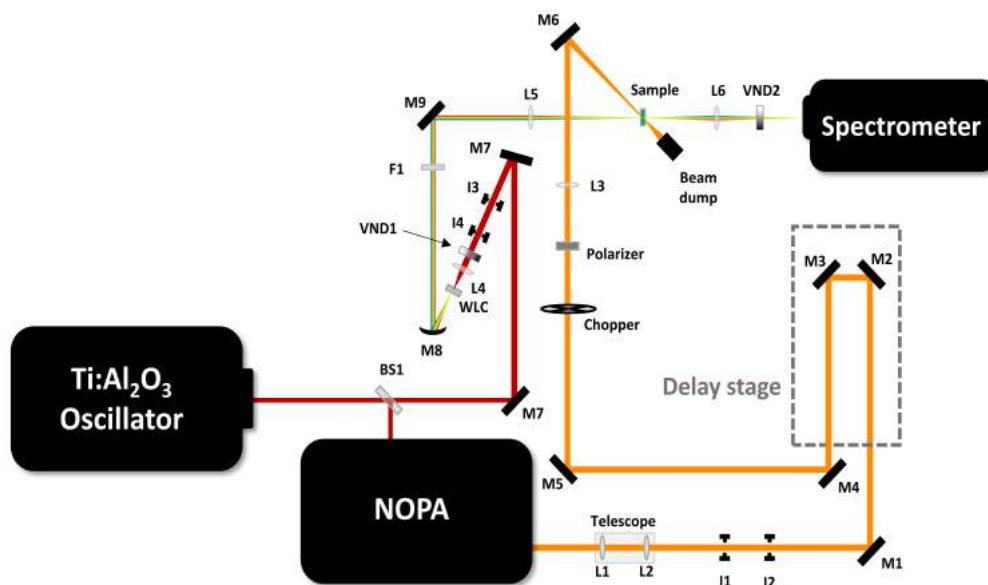 M6
M9
L5
Sample
L6
VND2
Spectrometer
M7
F1
I3
L3
Beam
dump
I4
VND1
Polarizer
M3
M2
L4
WLC
Chopper
M8
Ti:Al₂O₃
Oscillator
BS1
Delay stage
M7
M5
M4
NOPA
Telescope
L1
L2
I1
I2
M1